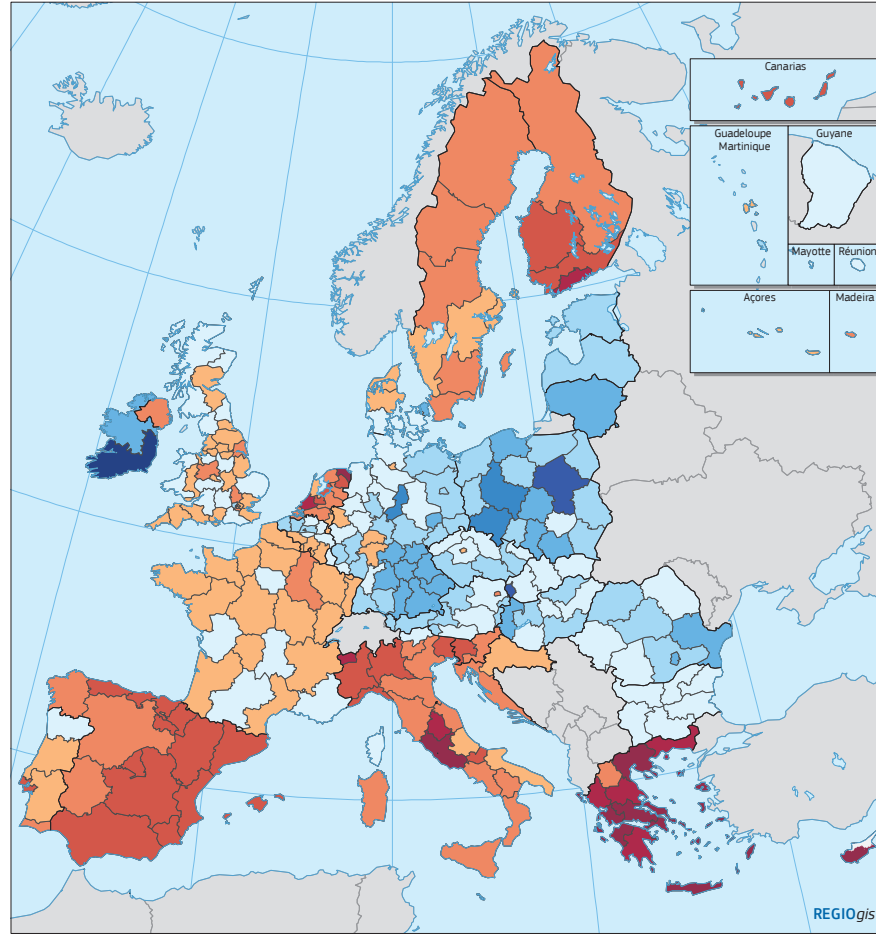 Canarias
Guadeloupe
Martinique
Guyane
Mayotte
Réunion
Açores
Madeira
REGIOgis